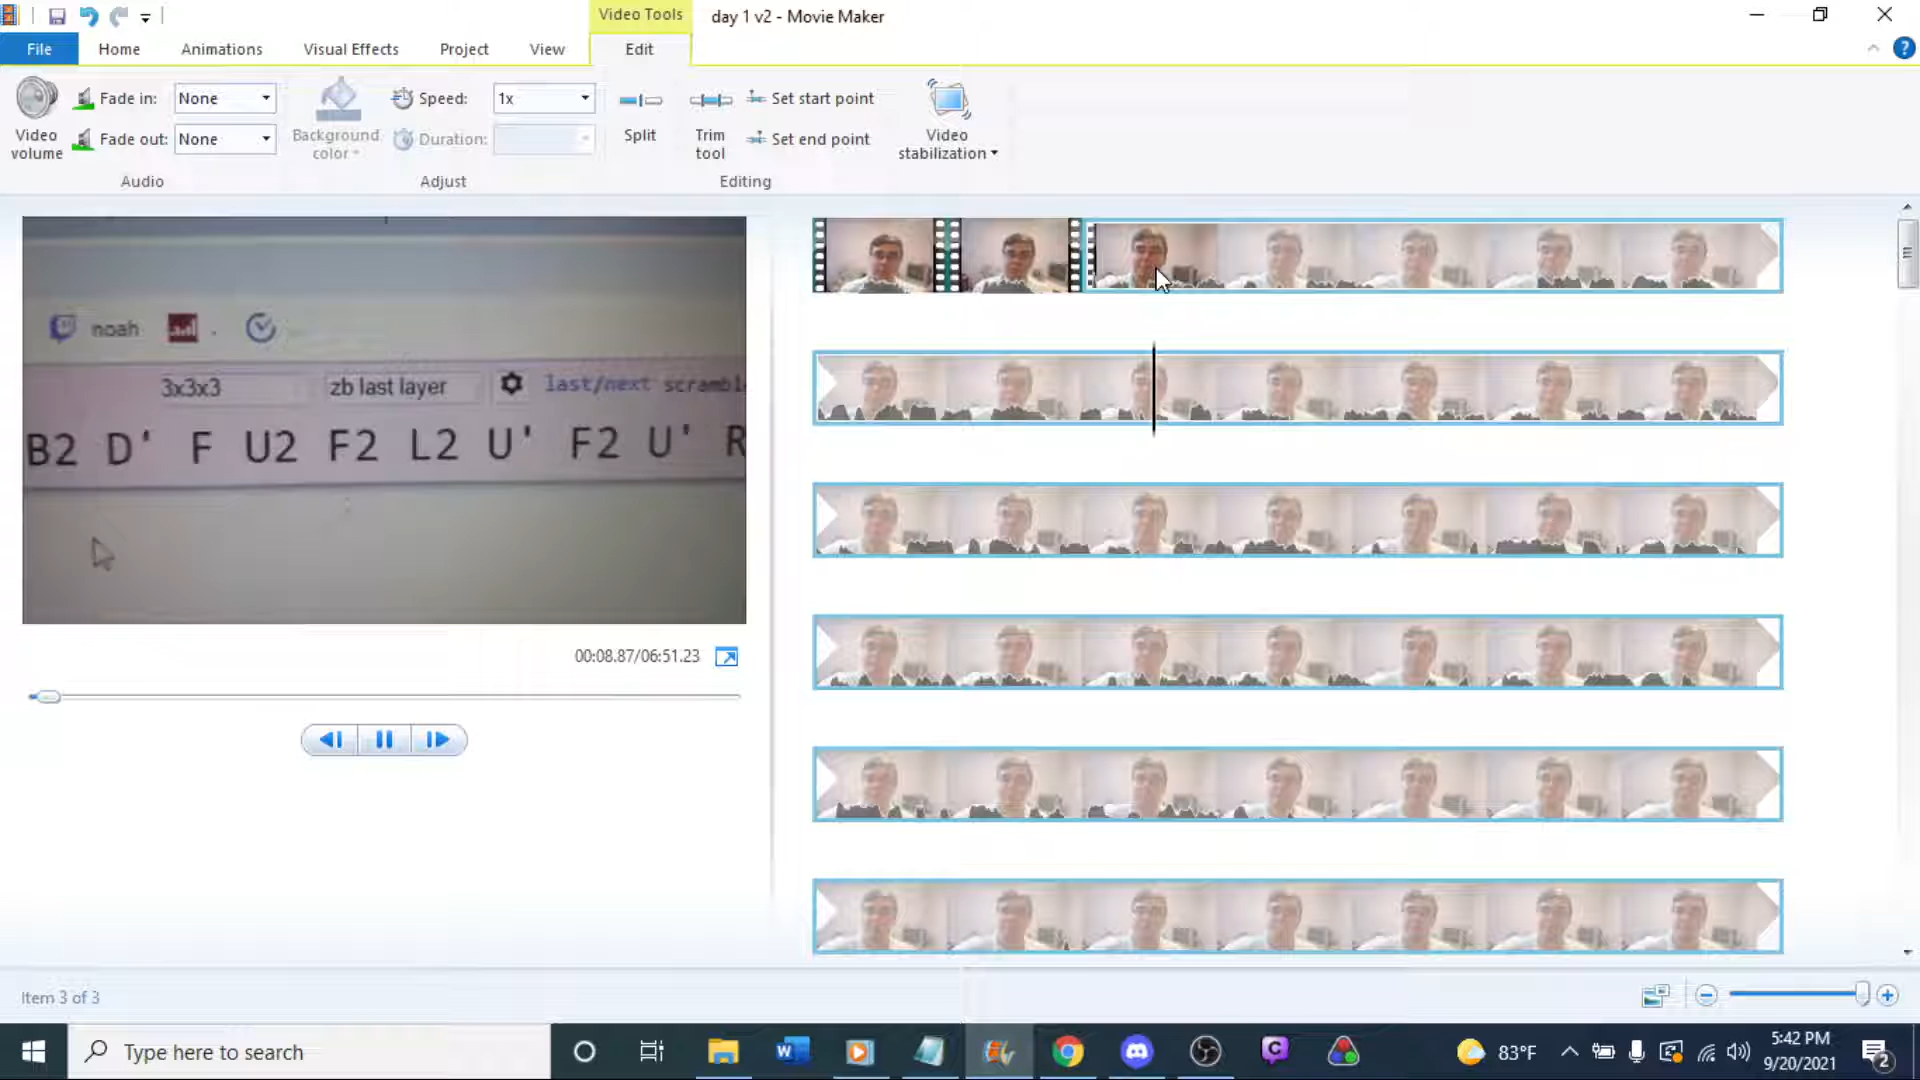 Video Tools
day 1 v2 - Movie Maker
File
Home
Animations
Visual Effects
Project
View
Edit
Video
volume
Fade in:
None
Fade out:
None
Audio
Background
color
Speed:
1x
Duration:
Adjust
Split
Trim
tool
Set start point
Set end point
Editing
Video
stabilization
noah
3x3x3
zb last layer
last/next scramble
B2 D' F U2 F2 L2 U' F2 U' R
00:08.87/06:51.23
Item 3 of 3
Type here to search
83°F
5:42 PM
9/20/2021
2